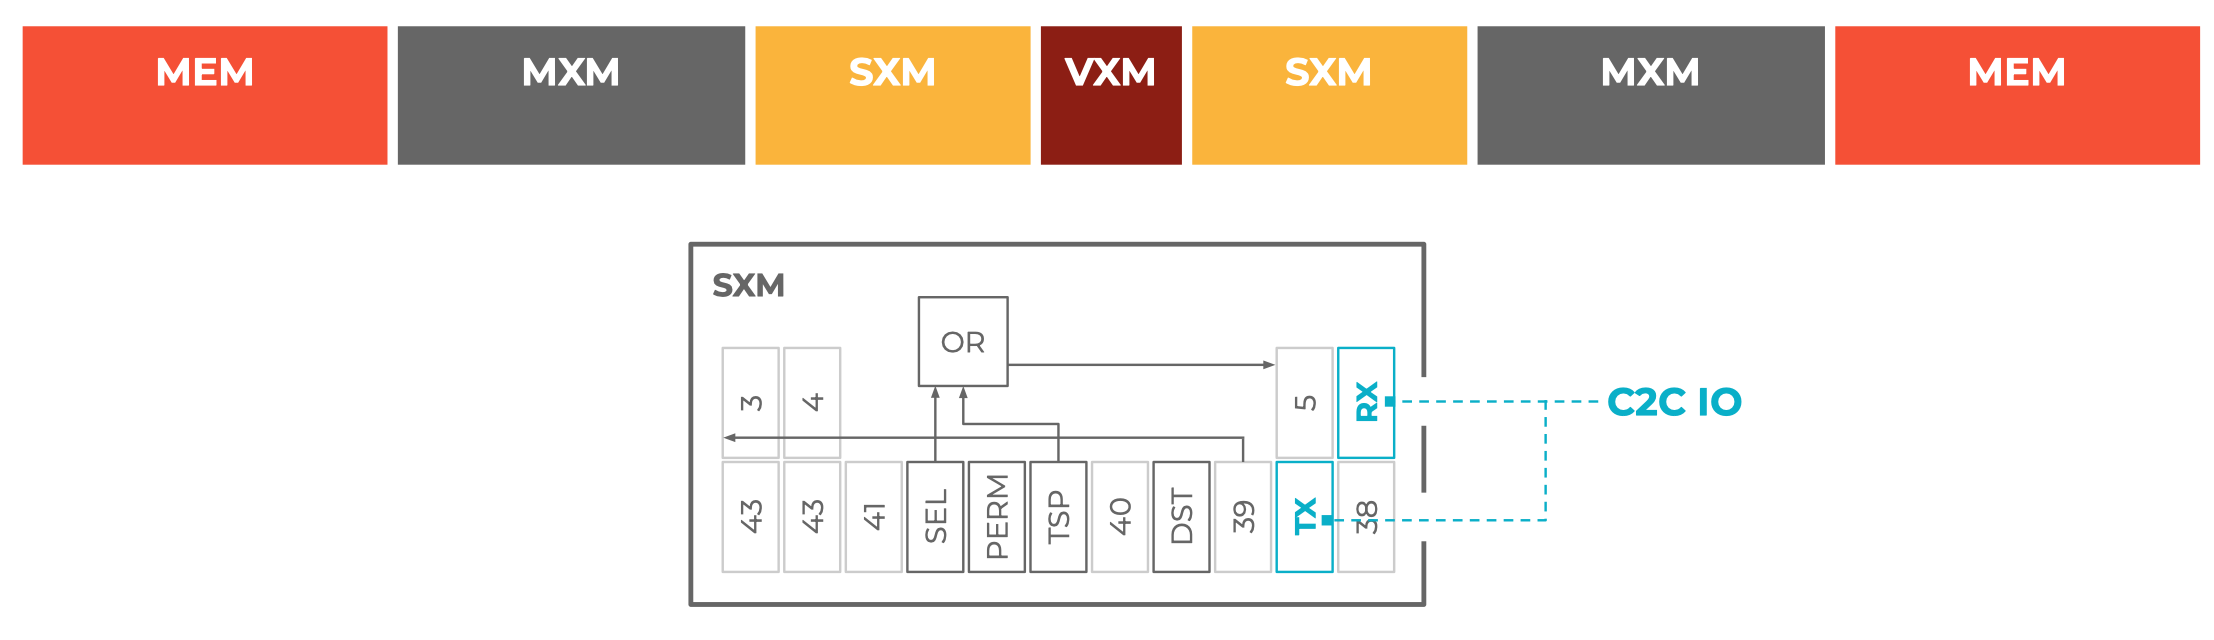 MEM MXM SXM VXM SXM MXM MEM
SXM
OR
3 4 5 RX C2C IO
43 43 41 SEL PERM TSP 40 DST 39 TX 38